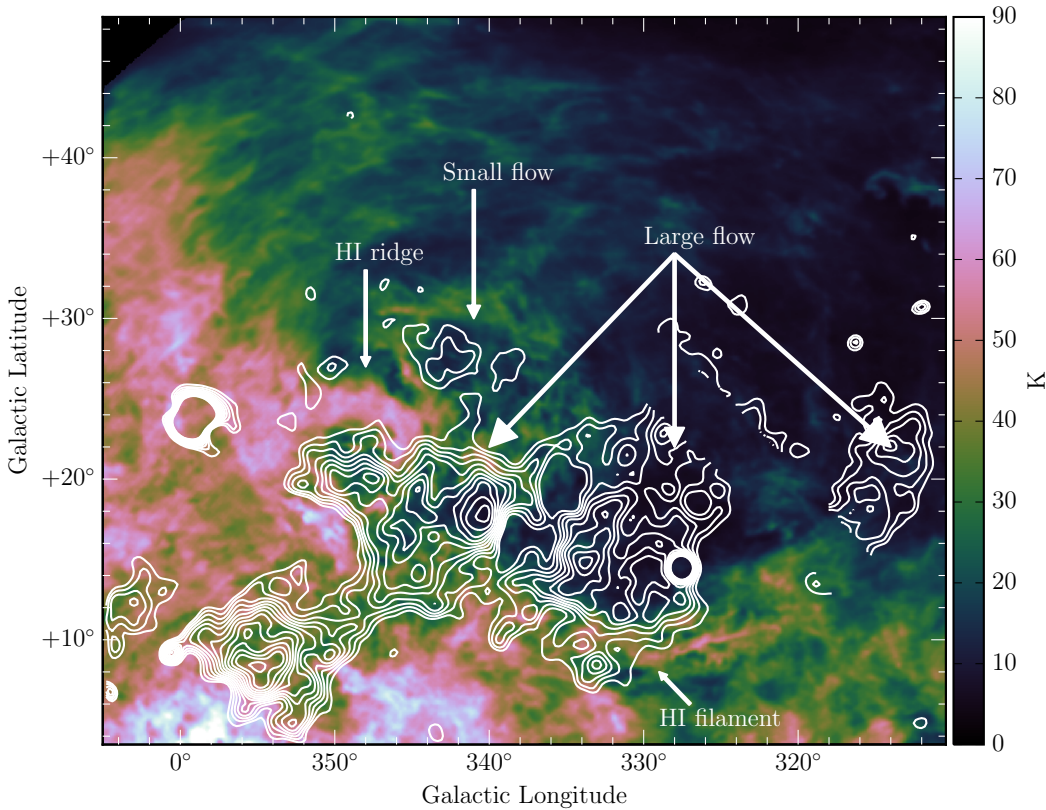 Small flow
Large flow
HI ridge
HI filament
+40°
+30°
+20°
+10°
Galactic Latitude
0°
350°
340°
330°
320°
Galactic Longitude
90
80
70
60
50
40
30
20
10
0
K